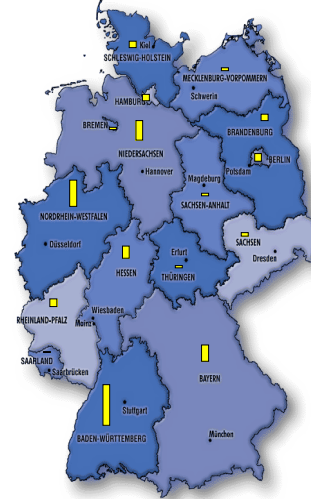 Kiel
SCHLESWIG-HOLSTEIN
MECKLENBURG-VORPOMMERN
Schwerin
HAMBURG
BREMEN
BRANDENBURG
NIEDERSACHSEN
BERLIN
Hannover
Potsdam
Magdeburg
SACHSEN-ANHALT
NORDRHEIN-WESTFALEN
Düsseldorf
SACHSEN
Dresden
Erfurt
HESSEN
THÜRINGEN
Wiesbaden
RHEINLAND-PFALZ
Mainz
SAARLAND
Saarbrücken
BAYERN
Stuttgart
BADEN-WÜRTTEMBERG
München